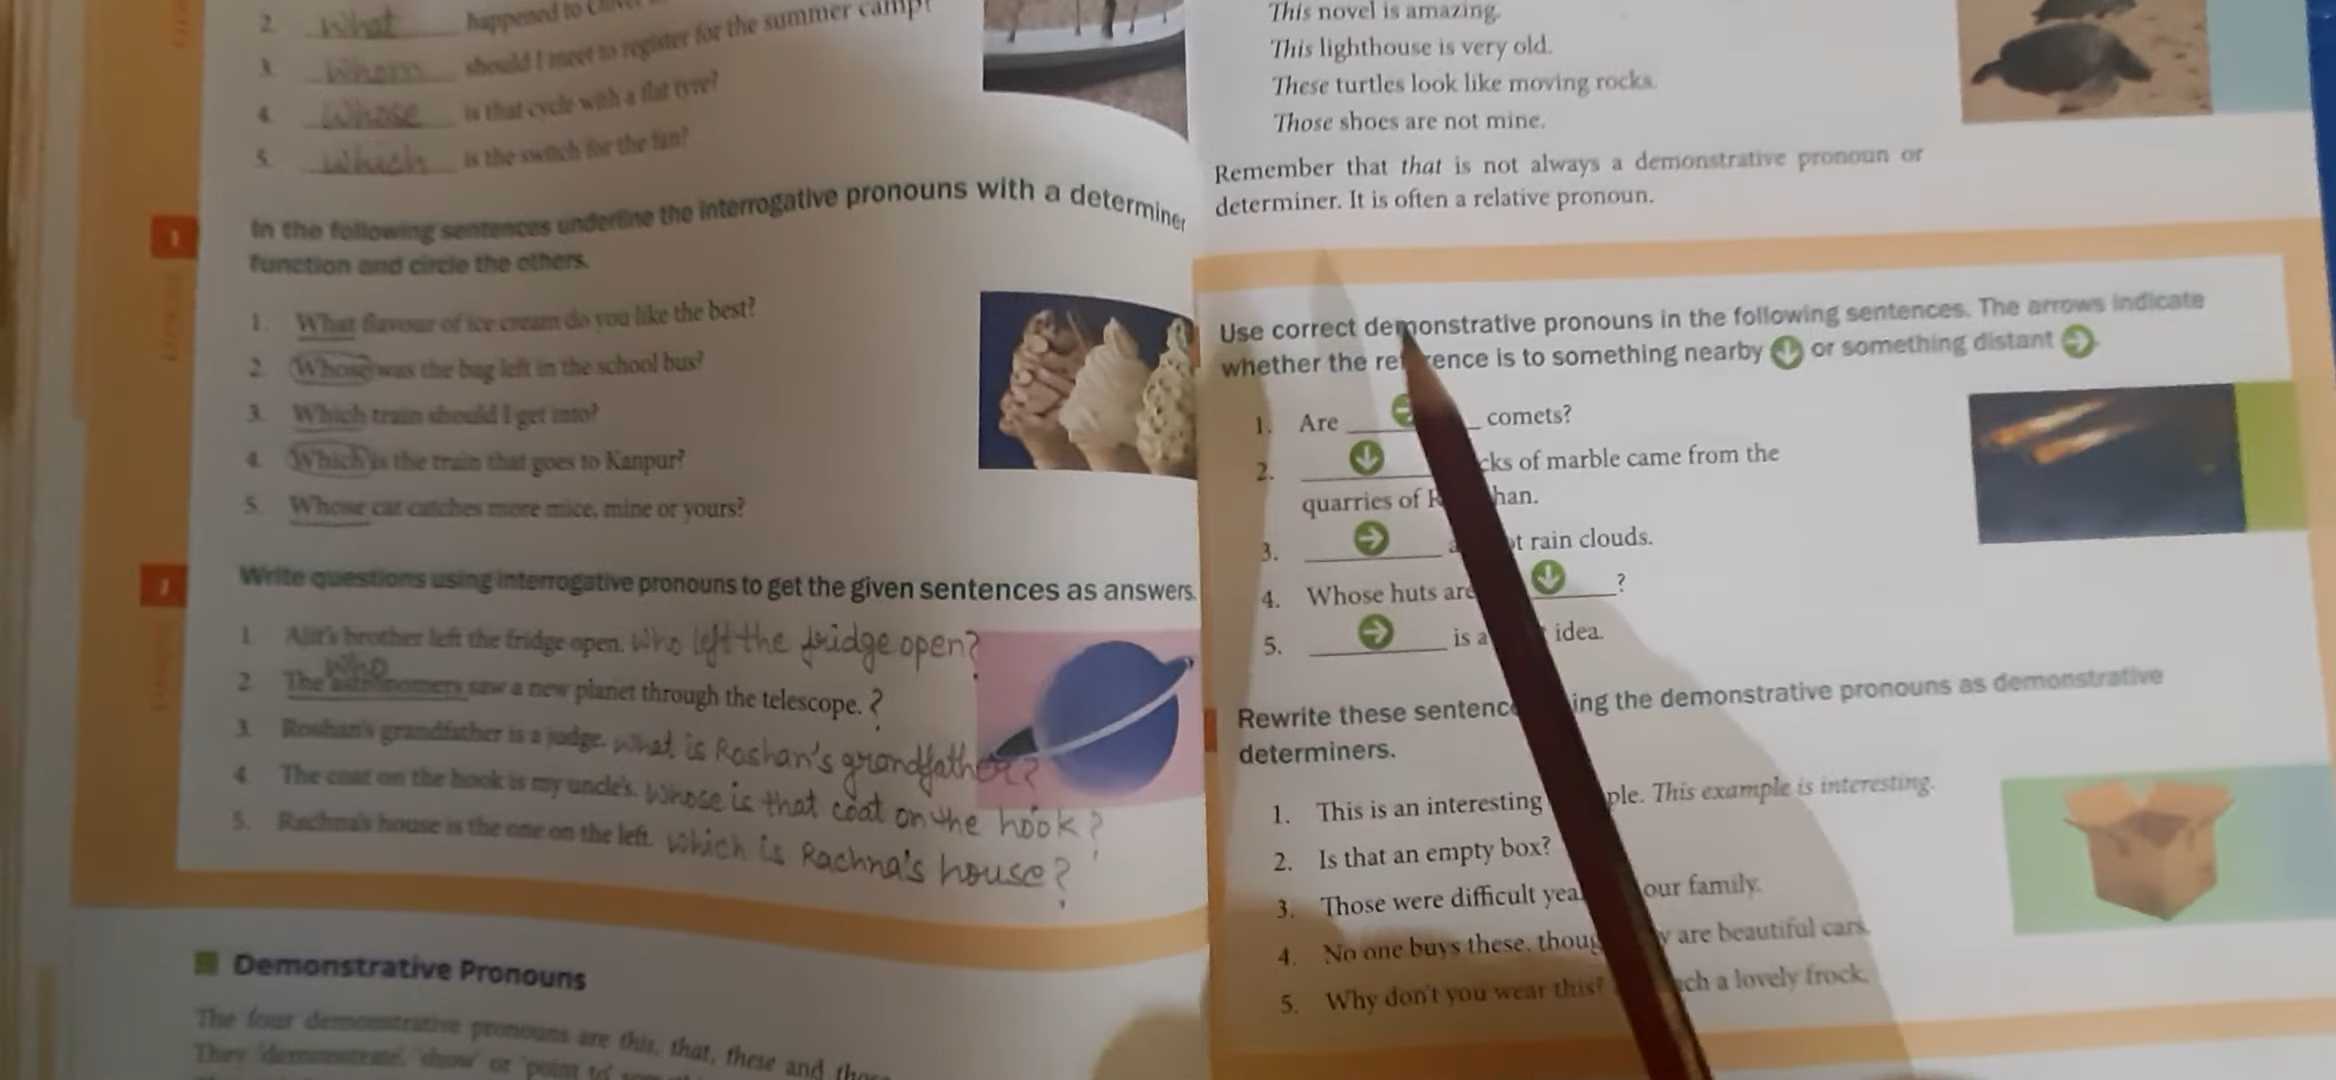 2. What happened to
3. Whom should I meet to register for the summer camp?
4. Whose is that cycle with a flat tyre?
5. Which is the switch for the fan?
I
In the following sentences underline the interrogative pronouns with a determiner
function and circle the others.
1. What flavour of ice cream do you like the best?
2. Whose was the bag left in the school bus?
3. Which train should I get into?
4. Which is the train that goes to Kanpur?
5. Whose cat catches more mice, mine or yours?
J
Write questions using interrogative pronouns to get the given sentences as answers.
1. brother left the fridge open. Who left the fridge open?
who
2. The astronomers saw a new planet through the telescope. ?
3. Roshan's grandfather is a judge. What is Roshan's grandfather?
4. The coat on the hook is my uncle's. Whose is that coat on the hook?
5. Rachna's house is the one on the left. Which is Rachna's house?
Demonstrative Pronouns
The four demonstrative pronouns are this, that, these and
They 'demonstrate', 'show' or 'point to'
This novel is amazing.
This lighthouse is very old.
These turtles look like moving rocks.
Those shoes are not mine.
Remember that that is not always a demonstrative pronoun or
determiner. It is often a relative pronoun.
Use correct demonstrative pronouns in the following sentences. The arrows indicate
whether the reference is to something nearby or something distant
1. Are comets?
2. cks of marble came from the
quarries of han.
3. rain clouds.
4. Whose huts are ?
5. is a idea.
Rewrite these sentenc ing the demonstrative pronouns as demonstrative
determiners.
1. This is an interesting ple. This example is interesting.
2. Is that an empty box?
3. Those were difficult yea our family.
4. No one buys these, thoug y are beautiful cars.
5. Why don't you wear this? ch a lovely frock.